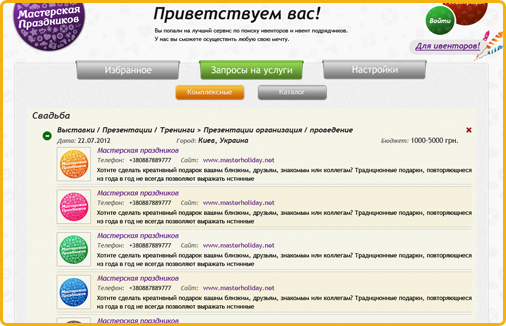 Мастерская
Праздников
Приветствуем вас!
Вы попали на лучший сервис по поиску ивенторов и ивент подрядчиков.
У нас вы сможете осуществить любую свою мечту.
Войти
Для ивенторов!
Избранное
Запросы на услуги
Настройки
Комплексные
Каталог
Свадьба
Выставки / Презентации / Тренинги > Презентации организация / проведение
Дата: 22.07.2012 Город: Киев, Украина Бюджет: 1000-5000 грн.
Мастерская праздников
Телефон: +380887889777 Сайт: www.masterholiday.net
Хотите сделать креативный подарок вашим близким, друзьям, знакомым или коллегам? Традиционные подарки, повторяющиеся
из года в год не всегда позволяют выражать истинные
Мастерская праздников
Телефон: +380887889777 Сайт: www.masterholiday.net
Хотите сделать креативный подарок вашим близким, друзьям, знакомым или коллегам? Традиционные подарки, повторяющиеся
из года в год не всегда позволяют выражать истинные
Мастерская праздников
Телефон: +380887889777 Сайт: www.masterholiday.net
Хотите сделать креативный подарок вашим близким, друзьям, знакомым или коллегам? Традиционные подарки, повторяющиеся
из года в год не всегда позволяют выражать истинные
Мастерская праздников
Телефон: +380887889777 Сайт: www.masterholiday.net
Хотите сделать креативный подарок вашим близким, друзьям, знакомым или коллегам? Традиционные подарки, повторяющиеся
из года в год не всегда позволяют выражать истинные
Мастерская праздников